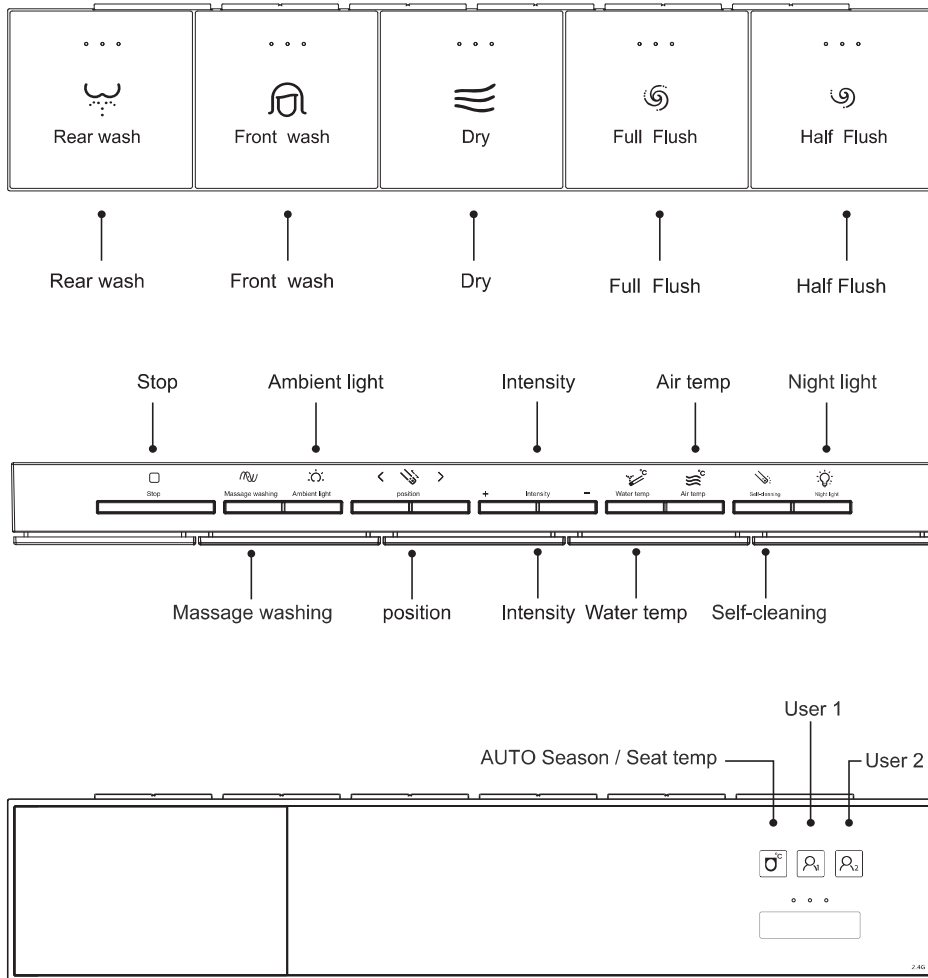 Rear wash Front wash Dry Full Flush Half Flush
Rear wash Front wash Dry Full Flush Half Flush
Stop Ambient light Intensity Air temp Night light
°C °C
< >
Stop Massage washing Ambient light position + Intensity − Water temp Air temp Self-cleaning Night light
Massage washing position Intensity Water temp Self-cleaning
User 1
AUTO Season / Seat temp User 2
°C 1 2
2.4G